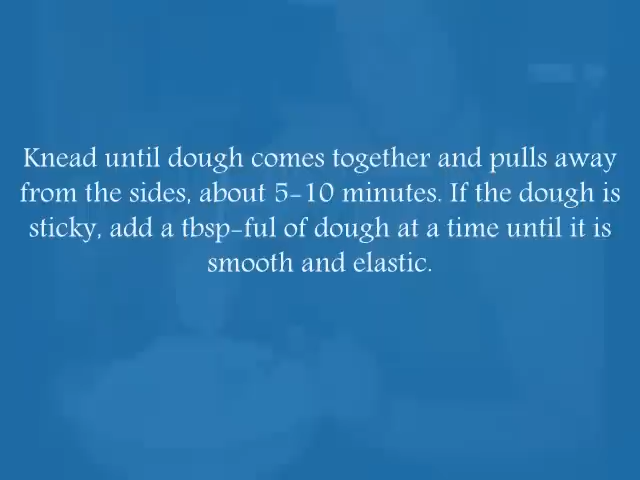 Knead until dough comes together and pulls away
from the sides, about 5-10 minutes. If the dough is
sticky, add a tbsp-ful of dough at a time until it is
smooth and elastic.